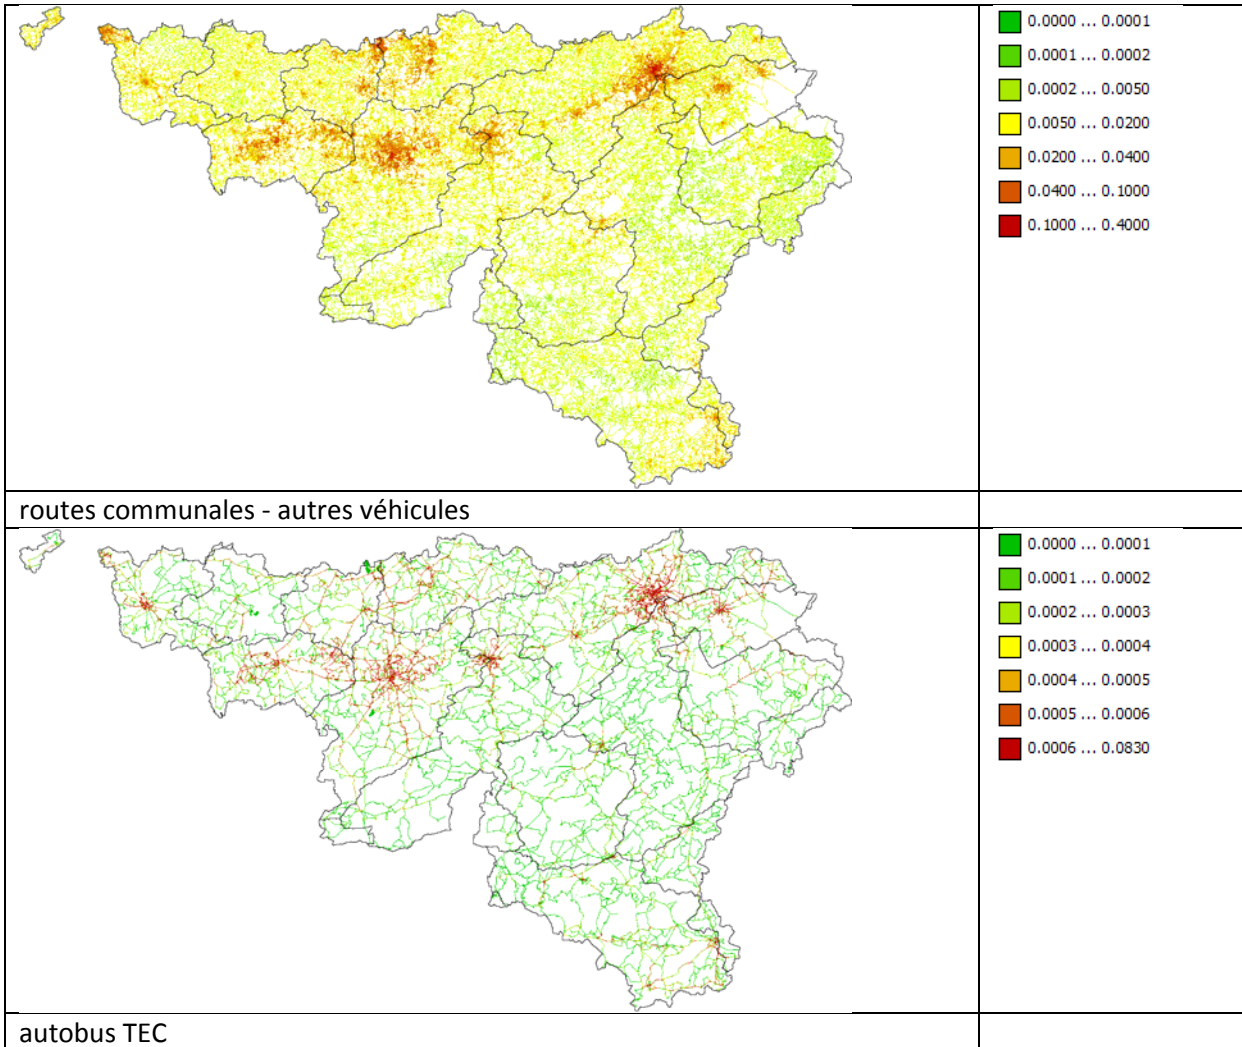 0.0000 ... 0.0001
0.0001 ... 0.0002
0.0002 ... 0.0050
0.0050 ... 0.0200
0.0200 ... 0.0400
0.0400 ... 0.1000
0.1000 ... 0.4000
routes communales - autres véhicules
0.0000 ... 0.0001
0.0001 ... 0.0002
0.0002 ... 0.0003
0.0003 ... 0.0004
0.0004 ... 0.0005
0.0005 ... 0.0006
0.0006 ... 0.0830
autobus TEC